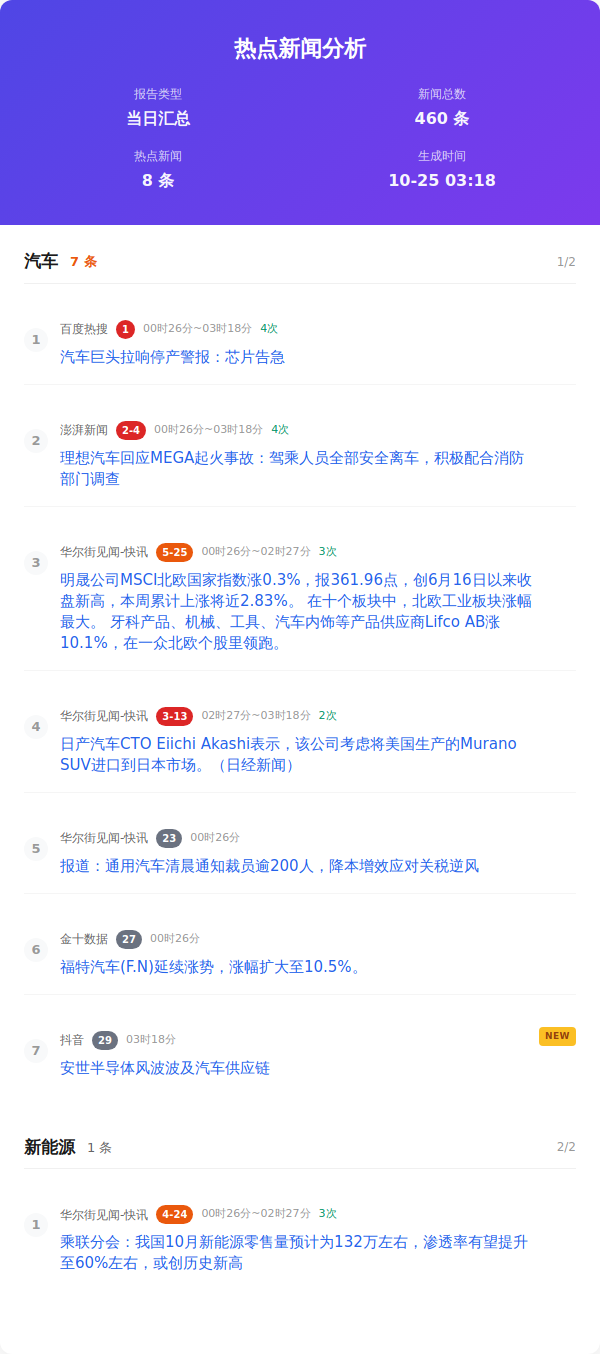 热点新闻分析
报告类型
新闻总数
当日汇总
460 条
热点新闻
生成时间
8 条
10-25 03:18
汽车 7 条 1/2
1
百度热搜 1 00时26分~03时18分 4次
汽车巨头拉响停产警报：芯片告急
2
澎湃新闻 2-4 00时26分~03时18分 4次
理想汽车回应MEGA起火事故：驾乘人员全部安全离车，积极配合消防
部门调查
3
华尔街见闻-快讯 5-25 00时26分~02时27分 3次
明晟公司MSCI北欧国家指数涨0.3%，报361.96点，创6月16日以来收
盘新高，本周累计上涨将近2.83%。 在十个板块中，北欧工业板块涨幅
最大。 牙科产品、机械、工具、汽车内饰等产品供应商Lifco AB涨
10.1%，在一众北欧个股里领跑。
4
华尔街见闻-快讯 3-13 02时27分~03时18分 2次
日产汽车CTO Eiichi Akashi表示，该公司考虑将美国生产的Murano
SUV进口到日本市场。（日经新闻）
5
华尔街见闻-快讯 23 00时26分
报道：通用汽车清晨通知裁员逾200人，降本增效应对关税逆风
6
金十数据 27 00时26分
福特汽车(F.N)延续涨势，涨幅扩大至10.5%。
7
抖音 29 03时18分 NEW
安世半导体风波波及汽车供应链
新能源 1 条 2/2
1
华尔街见闻-快讯 4-24 00时26分~02时27分 3次
乘联分会：我国10月新能源零售量预计为132万左右，渗透率有望提升
至60%左右，或创历史新高